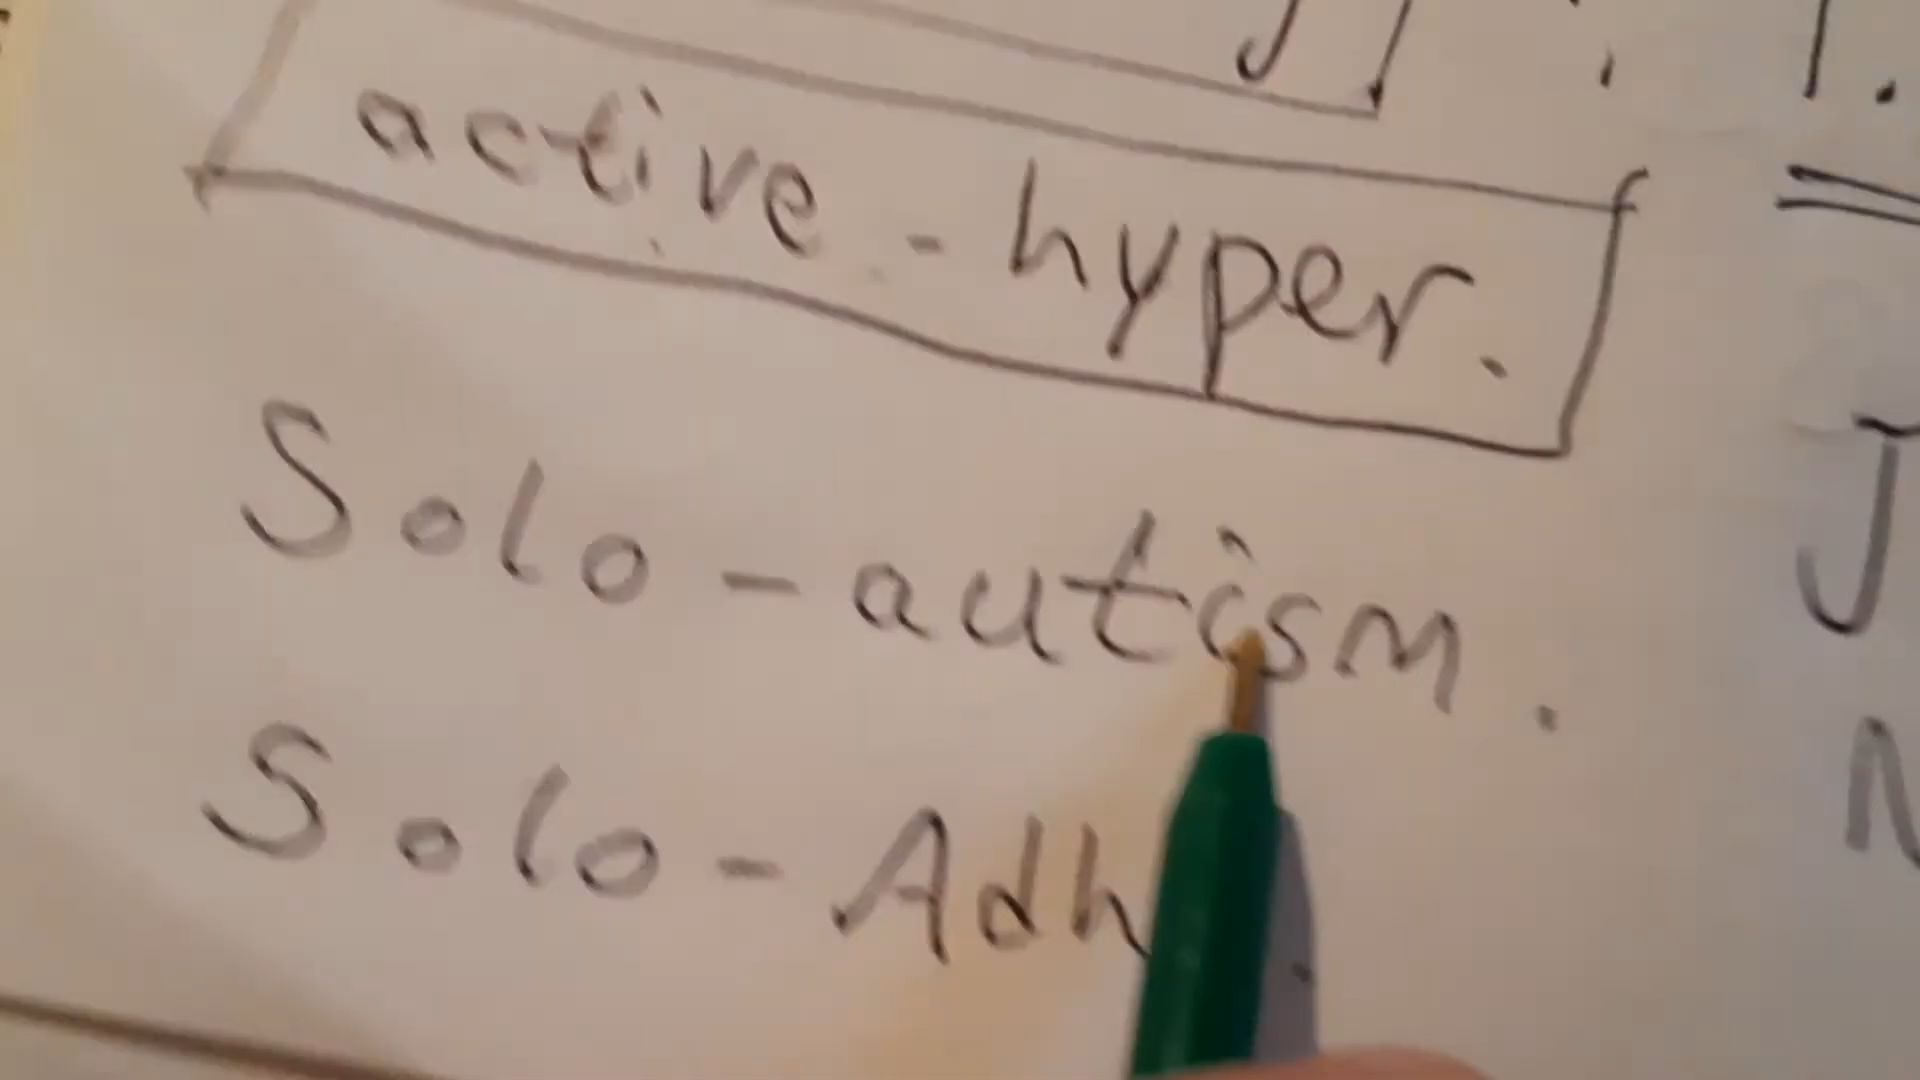 active - hyper.
Solo - autism.
Solo - Adh